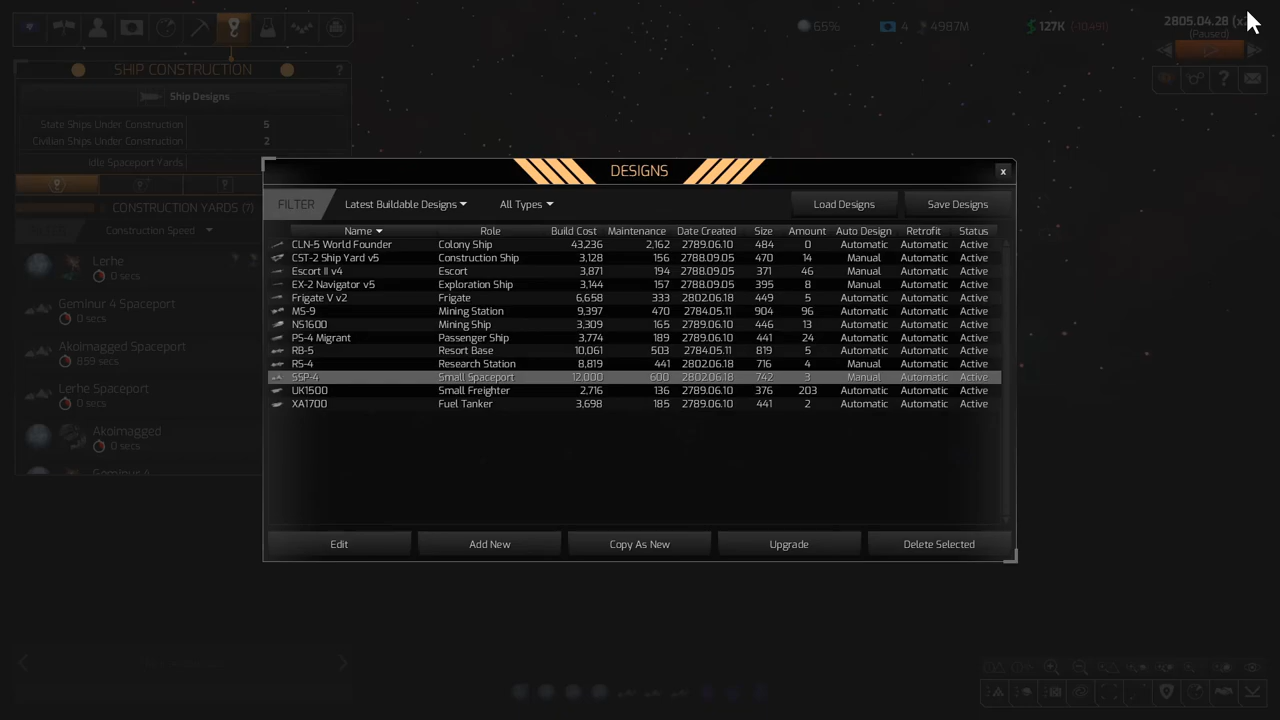 65%
4
4987M
127K (-10,491)
2805.04.28
(Paused)
SHIP CONSTRUCTION ?
Ship Designs
State Ships Under Construction 5
Civilian Ships Under Construction 2
Idle Spaceport Yards
CONSTRUCTION YARDS (7)
Construction Speed
Lerhe
0 secs
Geminur 4 Spaceport
0 secs
Akoimagged Spaceport
859 secs
Lerhe Spaceport
0 secs
Akoimagged
0 secs
Geminur 4
DESIGNS x
FILTER Latest Buildable Designs All Types Load Designs Save Designs
Name Role Build Cost Maintenance Date Created Size Amount Auto Design Retrofit Status
CLN-5 World Founder Colony Ship 43,236 2,162 2789.06.10 484 0 Automatic Automatic Active
CST-2 Ship Yard v5 Construction Ship 3,128 156 2788.09.05 470 14 Manual Automatic Active
Escort II v4 Escort 3,871 194 2788.09.05 371 46 Automatic Automatic Active
EX-2 Navigator v5 Exploration Ship 3,144 157 2788.09.05 395 8 Manual Automatic Active
Frigate V v2 Frigate 6,658 333 2802.06.18 449 5 Automatic Automatic Active
MS-9 Mining Station 9,397 470 2784.05.11 904 96 Automatic Automatic Active
NS1600 Mining Ship 3,309 165 2789.06.10 446 13 Automatic Automatic Active
PS-4 Migrant Passenger Ship 3,774 189 2789.06.10 441 24 Automatic Automatic Active
RB-5 Resort Base 10,061 503 2784.05.11 819 5 Automatic Automatic Active
RS-4 Research Station 8,819 441 2802.06.18 716 4 Manual Automatic Active
SSP-4 Small Spaceport 12,000 600 2802.06.18 742 3 Manual Automatic Active
UK1500 Small Freighter 2,716 136 2789.06.10 376 203 Automatic Automatic Active
XA1700 Fuel Tanker 3,698 185 2789.06.10 441 2 Automatic Automatic Active
Edit Add New Copy As New Upgrade Delete Selected